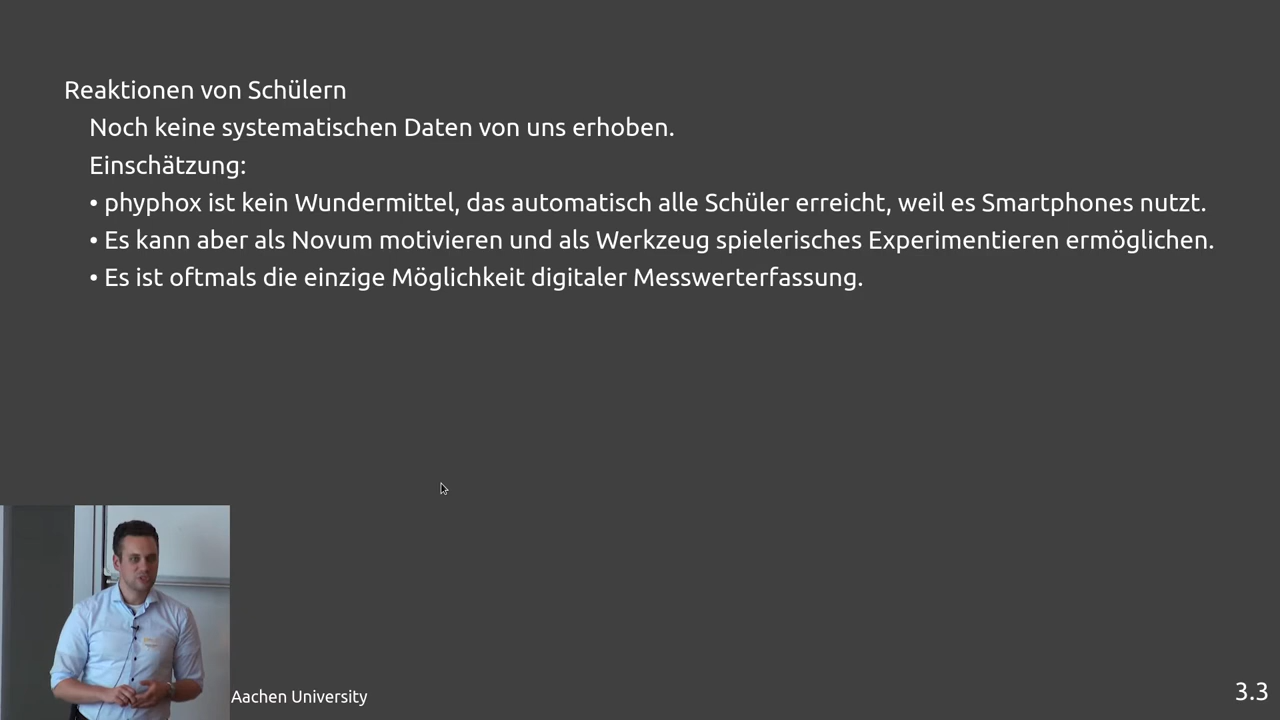 Reaktionen von Schülern
Noch keine systematischen Daten von uns erhoben.
Einschätzung:
• phyphox ist kein Wundermittel, das automatisch alle Schüler erreicht, weil es Smartphones nutzt.
• Es kann aber als Novum motivieren und als Werkzeug spielerisches Experimentieren ermöglichen.
• Es ist oftmals die einzige Möglichkeit digitaler Messwerterfassung.
Aachen University
3.3